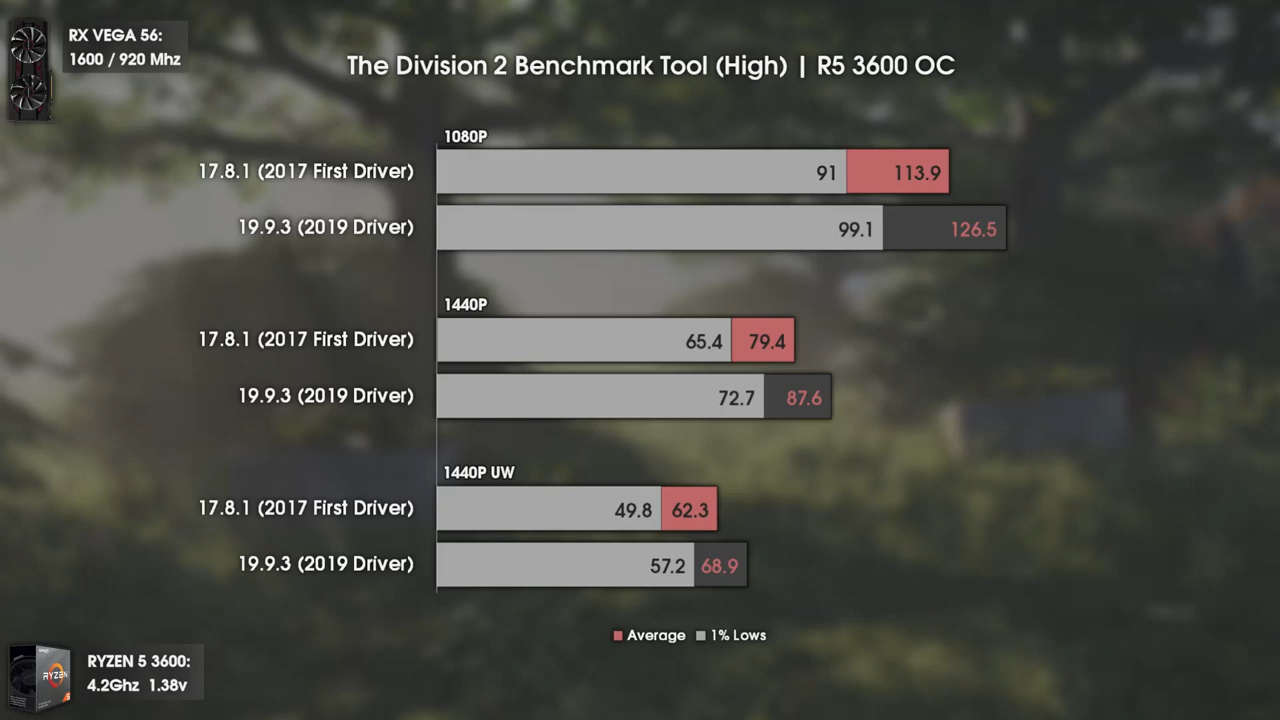 RX VEGA 56:
1600 / 920 Mhz
The Division 2 Benchmark Tool (High) | R5 3600 OC
1080P
17.8.1 (2017 First Driver)
91 113.9
19.9.3 (2019 Driver)
99.1 126.5
1440P
17.8.1 (2017 First Driver)
65.4 79.4
19.9.3 (2019 Driver)
72.7 87.6
1440P UW
17.8.1 (2017 First Driver)
49.8 62.3
19.9.3 (2019 Driver)
57.2 68.9
Average 1% Lows
RYZEN
RYZEN 5 3600:
4.2Ghz 1.38v